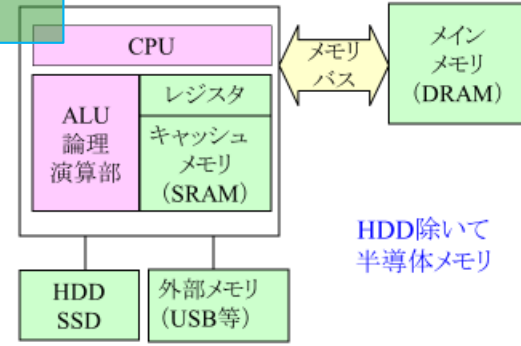 CPU
ALU
論理
演算部
レジスタ
キャッシュ
メモリ
(SRAM)
メモリ
バス
メイン
メモリ
(DRAM)
HDD除いて
半導体メモリ
HDD
SSD
外部メモリ
(USB等)